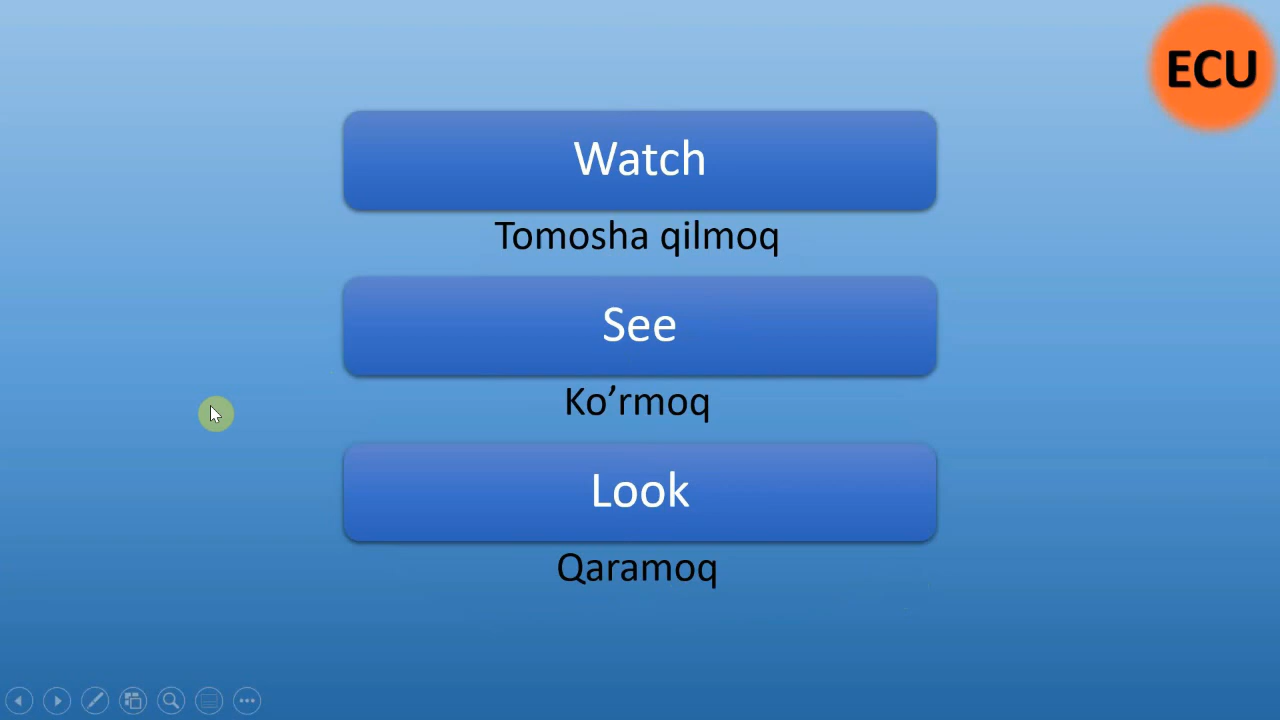 ECU
Watch
Tomosha qilmoq
See
Ko’rmoq
Look
Qaramoq